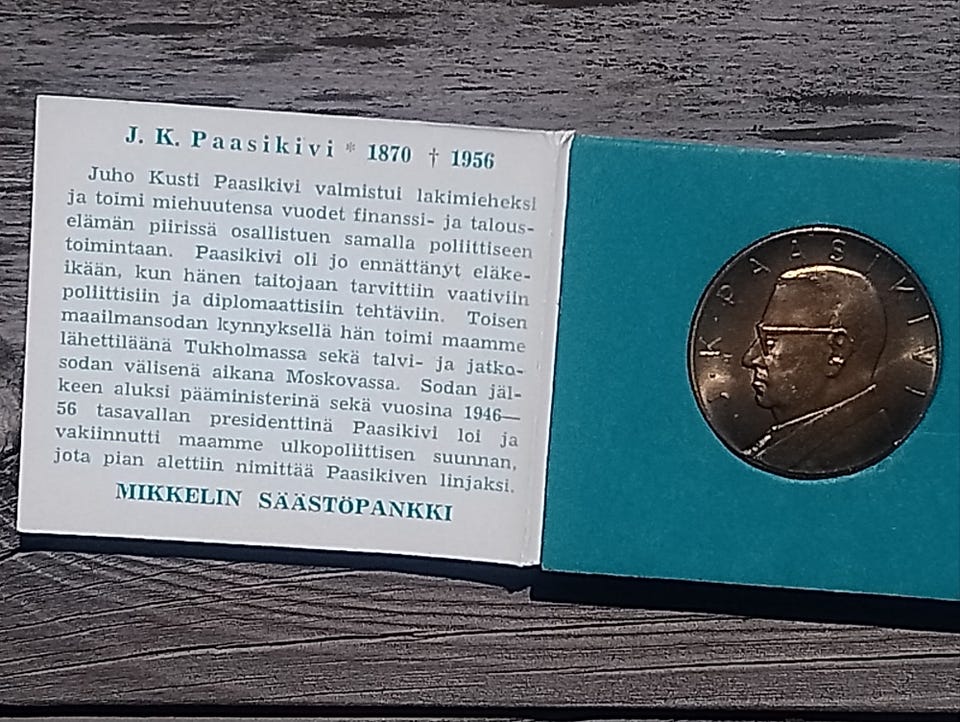 J. K. Paasikivi * 1870 † 1956
Juho Kusti Paasikivi valmistui lakimieheksi
ja toimi miehuutensa vuodet finanssi- ja talous-
elämän piirissä osallistuen samalla poliittiseen
toimintaan. Paasikivi oli jo ennättänyt eläke-
ikään, kun hänen taitojaan tarvittiin vaativiin
poliittisiin ja diplomaattisiin tehtäviin. Toisen
maailmansodan kynnyksellä hän toimi maamme
lähettiläänä Tukholmassa sekä talvi- ja jatko-
sodan välisenä aikana Moskovassa. Sodan jäl-
keen aluksi pääministerinä sekä vuosina 1946—
56 tasavallan presidenttinä Paasikivi loi ja
vakiinnutti maamme ulkopoliittisen suunnan,
jota pian alettiin nimittää Paasikiven linjaksi.
MIKKELIN SÄÄSTÖPANKKI
J · K · PAASIKIVI